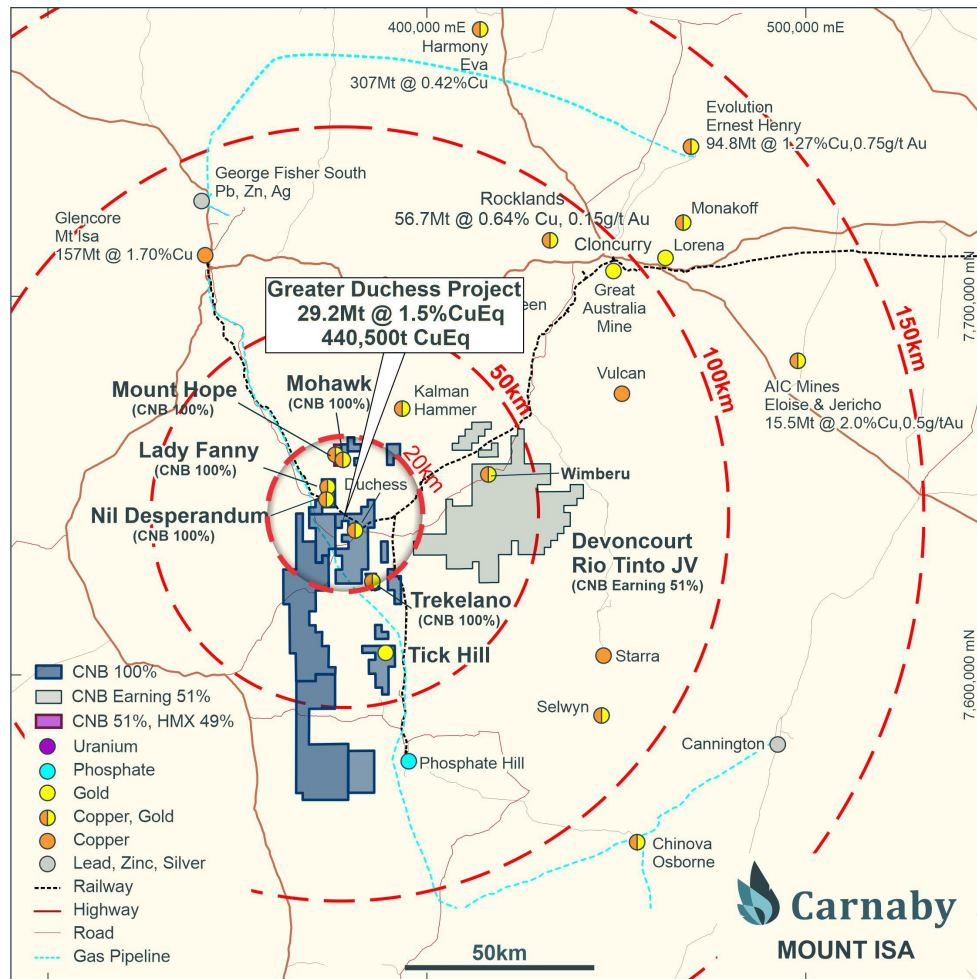 400,000 mE
500,000 mE
Harmony
Eva
307Mt @ 0.42%Cu
Evolution
Ernest Henry
94.8Mt @ 1.27%Cu,0.75g/t Au
George Fisher South
Pb, Zn, Ag
Rocklands
56.7Mt @ 0.64% Cu, 0.15g/t Au
Monakoff
Glencore
Mt Isa
157Mt @ 1.70%Cu
Cloncurry
Lorena
Great
Australia
Mine
7,700,000 mN
Greater Duchess Project
29.2Mt @ 1.5%CuEq
440,500t CuEq
een
150km
100km
50km
20km
Vulcan
AIC Mines
Eloise & Jericho
15.5Mt @ 2.0%Cu,0.5g/tAu
Mount Hope
(CNB 100%)
Mohawk
(CNB 100%)
Kalman
Hammer
Lady Fanny
(CNB 100%)
Duchess
Wimberu
Nil Desperandum
(CNB 100%)
Devoncourt
Rio Tinto JV
(CNB Earning 51%)
Trekelano
(CNB 100%)
Tick Hill
Starra
7,600,000 mN
Selwyn
Cannington
Phosphate Hill
Chinova
Osborne
CNB 100%
CNB Earning 51%
CNB 51%, HMX 49%
Uranium
Phosphate
Gold
Copper, Gold
Copper
Lead, Zinc, Silver
Railway
Highway
Road
Gas Pipeline
50km
Carnaby
MOUNT ISA